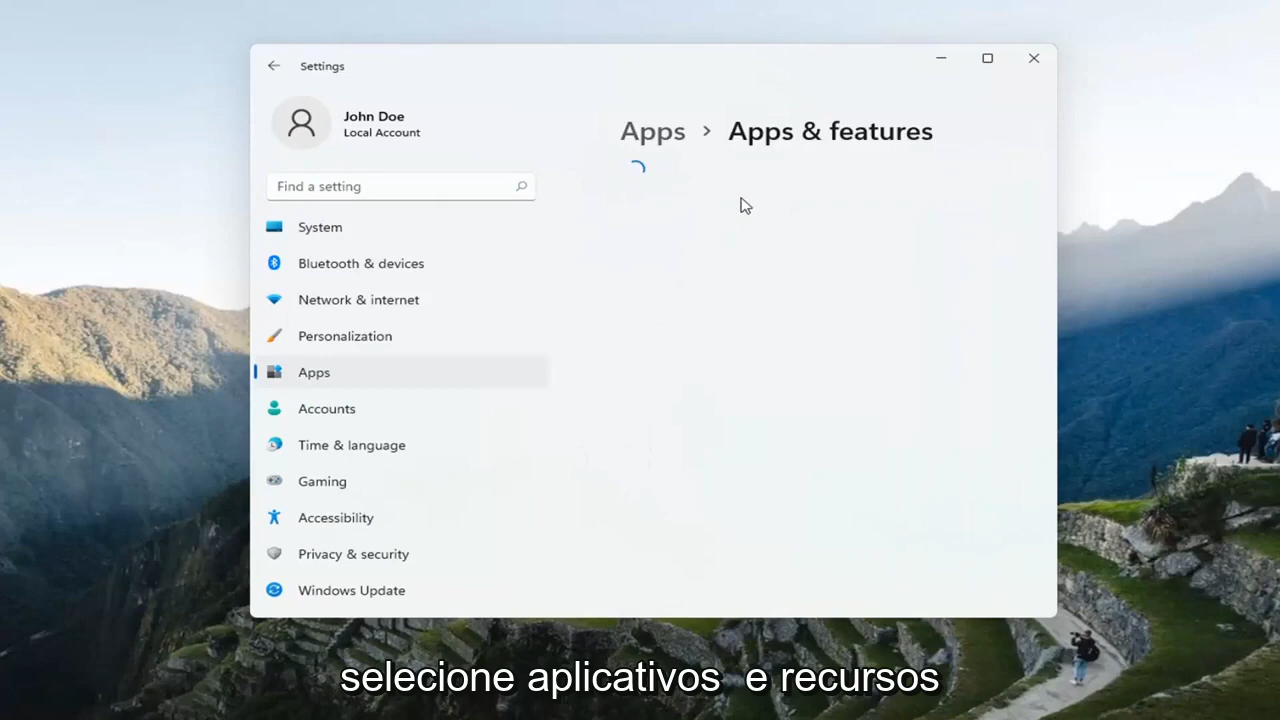 Settings
John Doe
Local Account
Apps > Apps & features
Find a setting
System
Bluetooth & devices
Network & internet
Personalization
Apps
Accounts
Time & language
Gaming
Accessibility
Privacy & security
Windows Update
selecione aplicativos e recursos